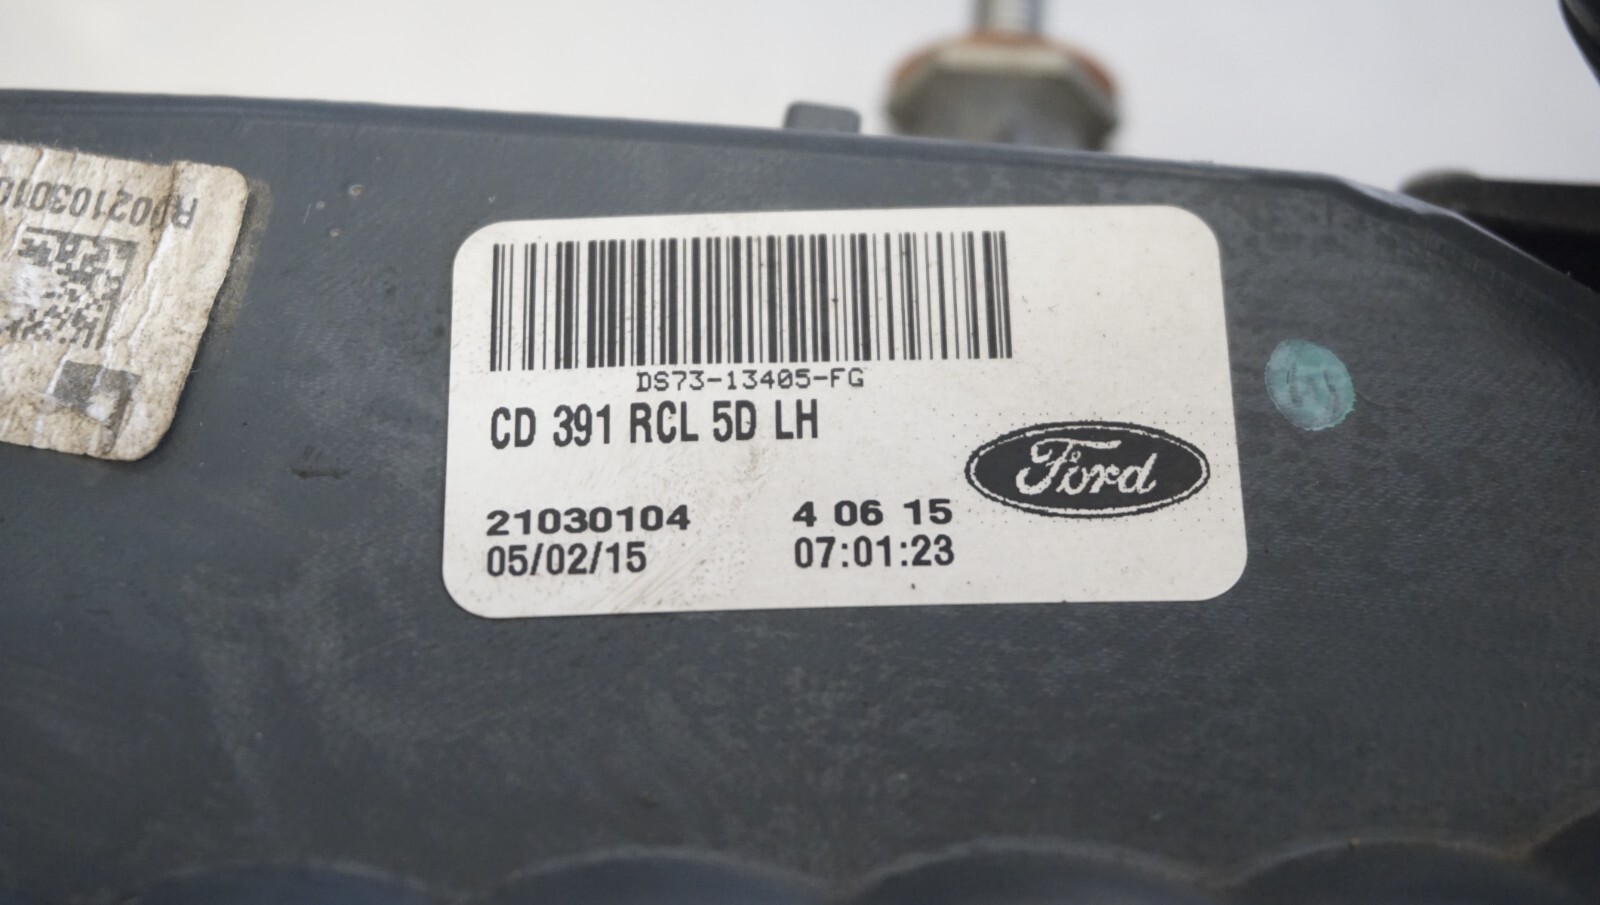 R002103010
DS73-13405-FG
CD 391 RCL 5D LH
Ford
21030104 4 06 15
05/02/15 07:01:23